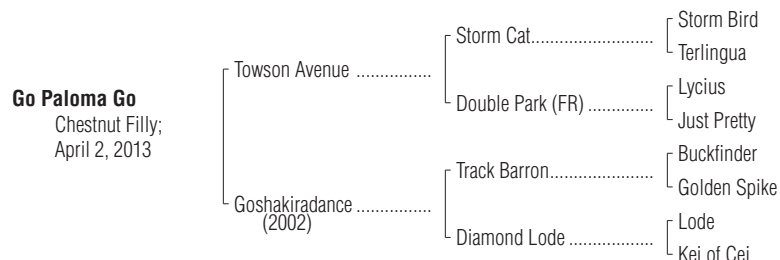 Go Paloma Go
Chestnut Filly;
April 2, 2013
Towson Avenue ..............
Goshakiradance ..............
(2002)
Storm Cat.......................
Double Park (FR) .............
Track Barron...................
Diamond Lode ................
Storm Bird
Terlingua
Lycius
Just Pretty
Buckfinder
Golden Spike
Lode
Kei of Cei